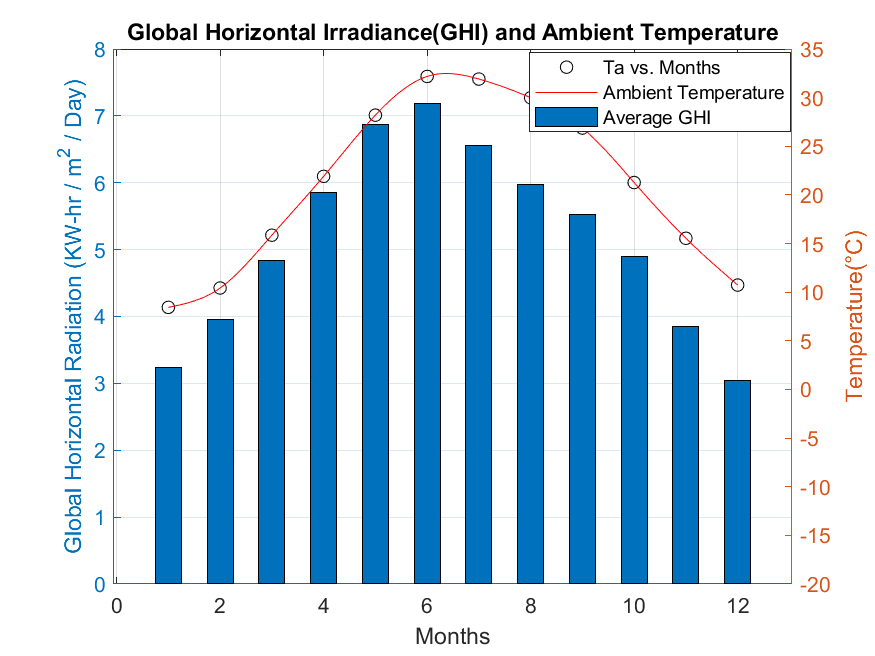 Global Horizontal Irradiance(GHI) and Ambient Temperature
Ta vs. Months
Ambient Temperature
Average GHI
Global Horizontal Radiation (KW-hr / m² / Day)
8
7
6
5
4
3
2
1
0
35
30
25
20
15
10
5
0
-5
-10
-15
-20
Temperature(°C)
0 2 4 6 8 10 12
Months